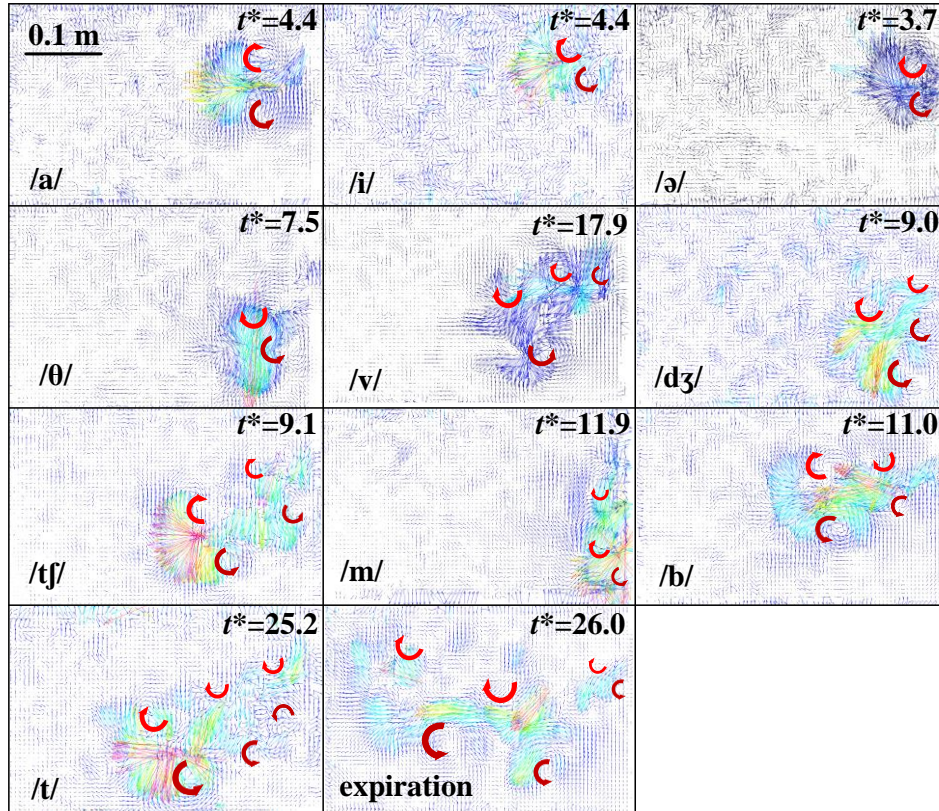 t*=4.4
0.1 m
/a/
t*=4.4
/i/
t*=3.7
/ə/
t*=7.5
/θ/
t*=17.9
/v/
t*=9.0
/dʒ/
t*=9.1
/tʃ/
t*=11.9
/m/
t*=11.0
/b/
t*=25.2
/t/
t*=26.0
expiration